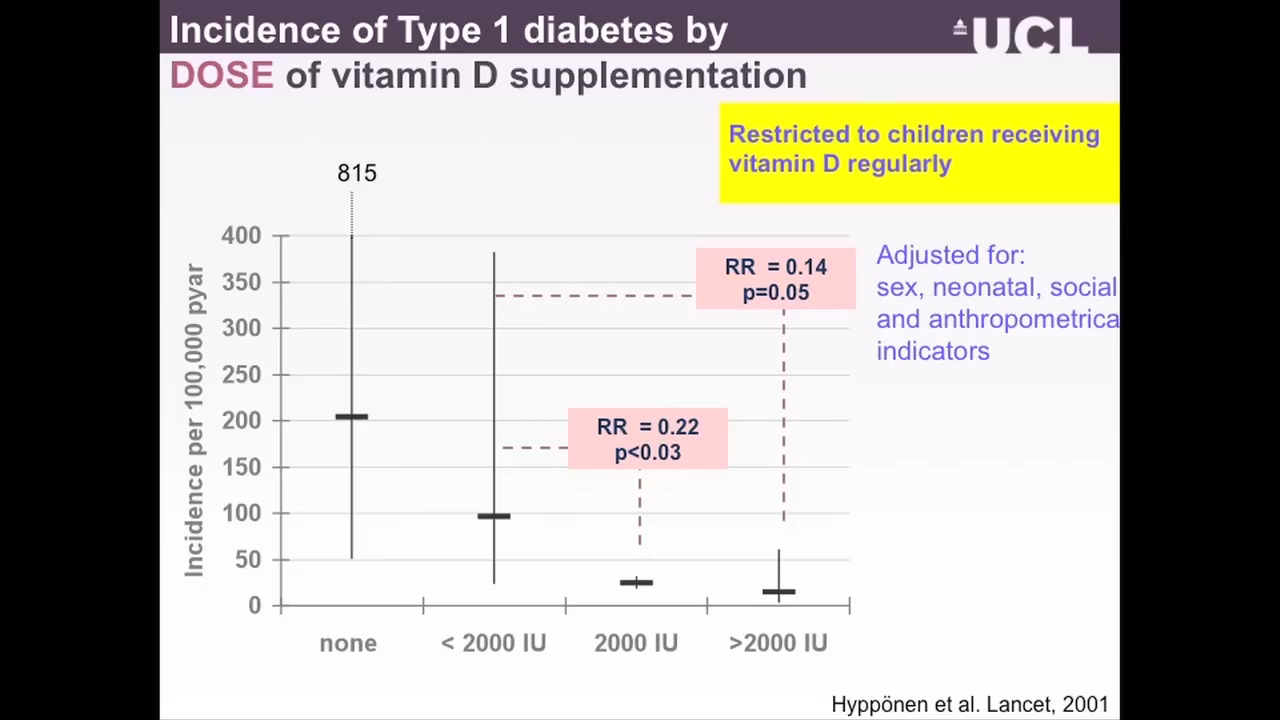 Incidence of Type 1 diabetes by
UCL
DOSE of vitamin D supplementation
Restricted to children receiving
vitamin D regularly
815
Incidence per 100,000 pyar
400
350
300
250
200
150
100
50
0
RR = 0.14
p=0.05
RR = 0.22
p<0.03
Adjusted for:
sex, neonatal, social
and anthropometrica
indicators
none
< 2000 IU
2000 IU
>2000 IU
Hyppönen et al. Lancet, 2001